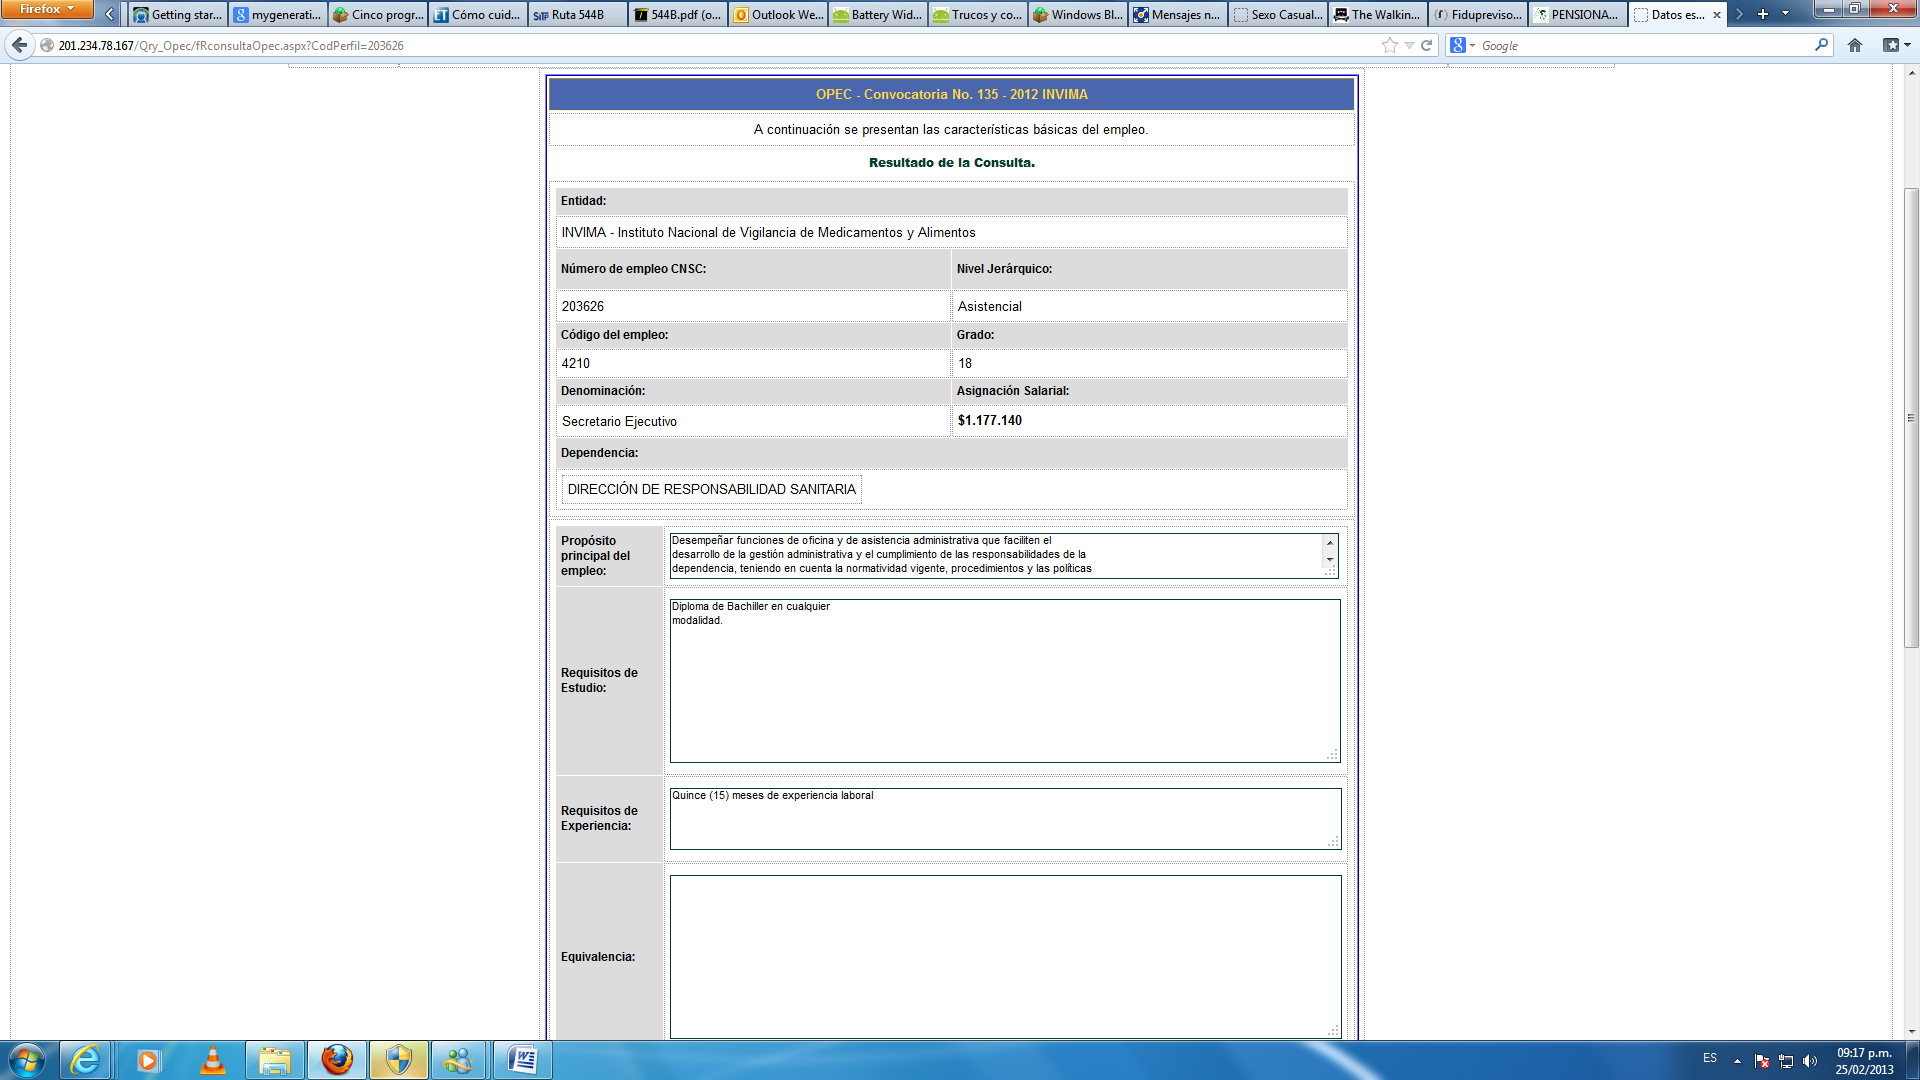 Firefox
Getting star...
mygenerati...
Cinco progr...
Cómo cuid...
SITP Ruta 544B
544B.pdf (o...
Outlook We...
Battery Wid...
Trucos y co...
Windows Bl...
Mensajes n...
Sexo Casual...
The Walkin...
Fiduprevisо...
PENSIONA...
Datos es...
201.234.78.167/Qry_Opec/fRconsultaOpec.aspx?CodPerfil=203626
Google
OPEC - Convocatoria No. 135 - 2012 INVIMA
A continuación se presentan las características básicas del empleo.
Resultado de la Consulta.
Entidad:
INVIMA - Instituto Nacional de Vigilancia de Medicamentos y Alimentos
Número de empleo CNSC:
Nivel Jerárquico:
203626
Asistencial
Código del empleo:
Grado:
4210
18
Denominación:
Asignación Salarial:
Secretario Ejecutivo
$1.177.140
Dependencia:
DIRECCIÓN DE RESPONSABILIDAD SANITARIA
Propósito
principal del
empleo:
Desempeñar funciones de oficina y de asistencia administrativa que faciliten el
desarrollo de la gestión administrativa y el cumplimiento de las responsabilidades de la
dependencia, teniendo en cuenta la normatividad vigente, procedimientos y las políticas
Requisitos de
Estudio:
Diploma de Bachiller en cualquier
modalidad.
Requisitos de
Experiencia:
Quince (15) meses de experiencia laboral
Equivalencia:
ES
09:17 p.m.
25/02/2013